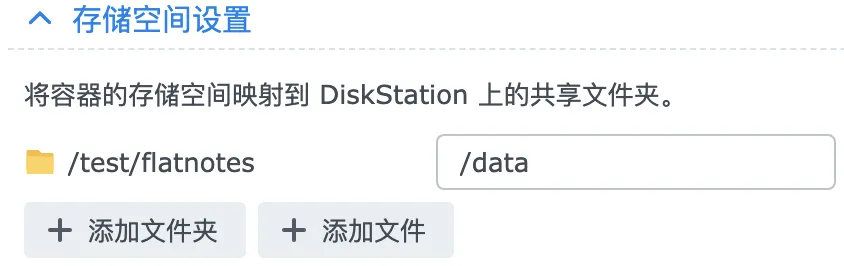 存储空间设置
将容器的存储空间映射到 DiskStation 上的共享文件夹。
/test/flatnotes /data
+ 添加文件夹 + 添加文件